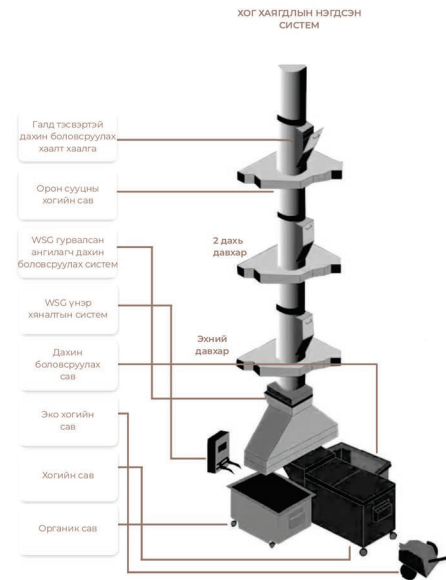 ХОГ ХАЯГДЛЫН НЭГДСЭН
СИСТЕМ
Галд тэсвэртэй
дахин боловсруулах
хаалт хаалга
Орон сууцны
хогийн сав
WSG гурвалсан
ангилагч дахин
боловсруулах систем
2 дахь
давхар
WSG үнэр
хяналтын систем
Эхний
давхар
Дахин
боловсруулах
сав
Эко хогийн
сав
Хогийн сав
Органик сав